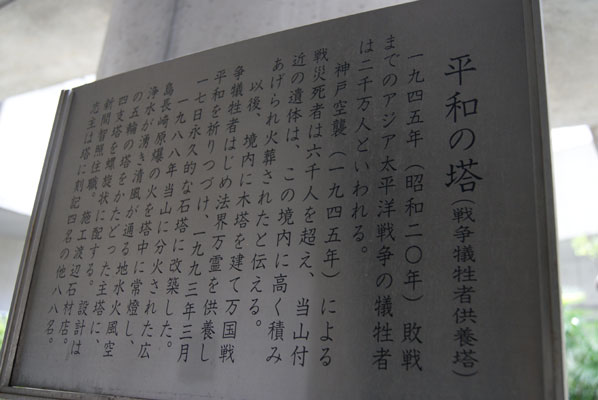 平和の塔(戦争犠牲者供養塔)
一九四五年(昭和二〇年)敗戦
までのアジア太平洋戦争の犠牲者
は二千万人といわれる。
神戸空襲(一九四五年)による
戦災死者は六千人を超え、当山付
近の遺体は、この境内に高く積み
あげられ火葬されたと伝える。
以後、境内に木塔を建て万国戦
争犠牲者はじめ法界万霊を供養し
平和を祈りつづけ、一九九三年三月
一七日永久的な石塔に改築した。
一九八八年当山に分火された広
島長崎原爆の火を塔中に常燈し、
浄水が湧き清風が通る地水火風空
の五輪の塔をかたどった主塔に、
四支塔を螺旋状に配する。設計は
新開智照住職。施工渡辺石材店。
志主は塔に刻記四名の他八八名。